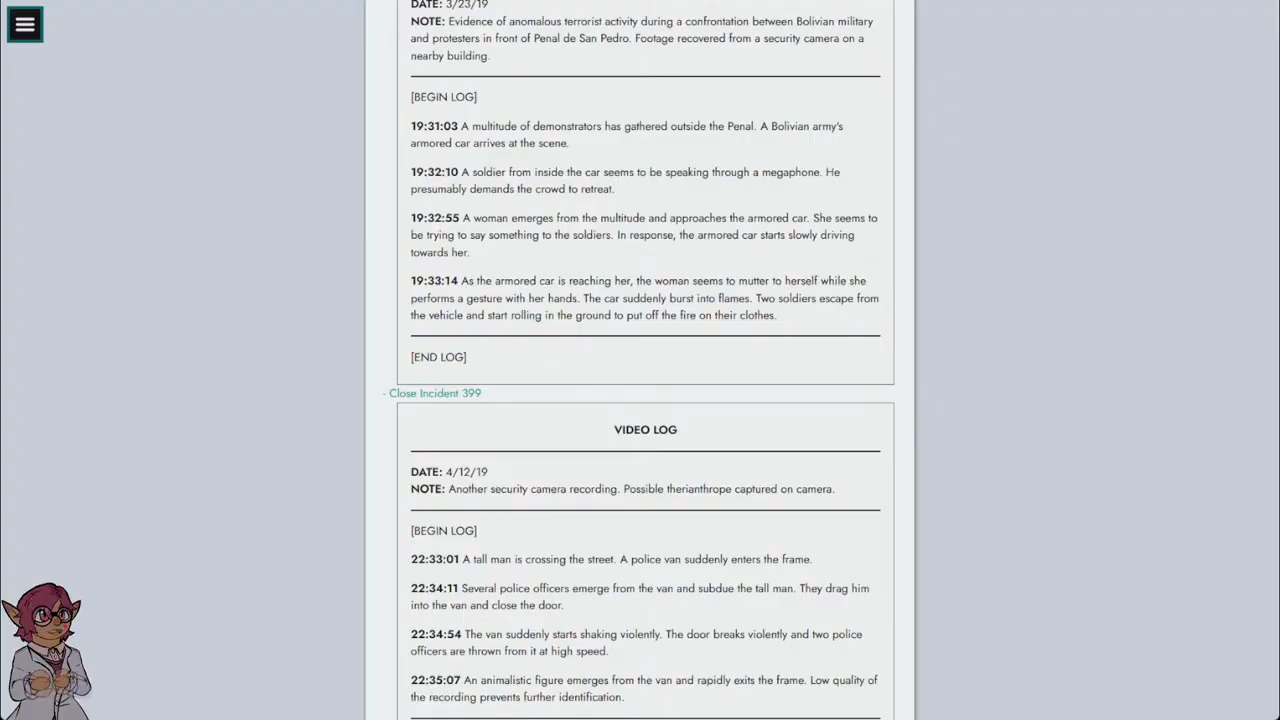 DATE: 3/23/19
NOTE: Evidence of anomalous terrorist activity during a confrontation between Bolivian military
and protesters in front of Penal de San Pedro. Footage recovered from a security camera on a
nearby building.
[BEGIN LOG]
19:31:03 A multitude of demonstrators has gathered outside the Penal. A Bolivian army's
armored car arrives at the scene.
19:32:10 A soldier from inside the car seems to be speaking through a megaphone. He
presumably demands the crowd to retreat.
19:32:55 A woman emerges from the multitude and approaches the armored car. She seems to
be trying to say something to the soldiers. In response, the armored car starts slowly driving
towards her.
19:33:14 As the armored car is reaching her, the woman seems to mutter to herself while she
performs a gesture with her hands. The car suddenly burst into flames. Two soldiers escape from
the vehicle and start rolling in the ground to put off the fire on their clothes.
[END LOG]
- Close Incident 399
VIDEO LOG
DATE: 4/12/19
NOTE: Another security camera recording. Possible therianthrope captured on camera.
[BEGIN LOG]
22:33:01 A tall man is crossing the street. A police van suddenly enters the frame.
22:34:11 Several police officers emerge from the van and subdue the tall man. They drag him
into the van and close the door.
22:34:54 The van suddenly starts shaking violently. The door breaks violently and two police
officers are thrown from it at high speed.
22:35:07 An animalistic figure emerges from the van and rapidly exits the frame. Low quality of
the recording prevents further identification.